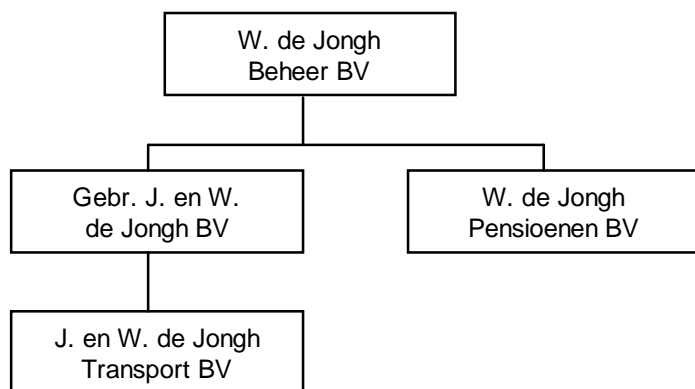 W. de Jongh
Beheer BV
Gebr. J. en W.
de Jongh BV
W. de Jongh
Pensioenen BV
J. en W. de Jongh
Transport BV